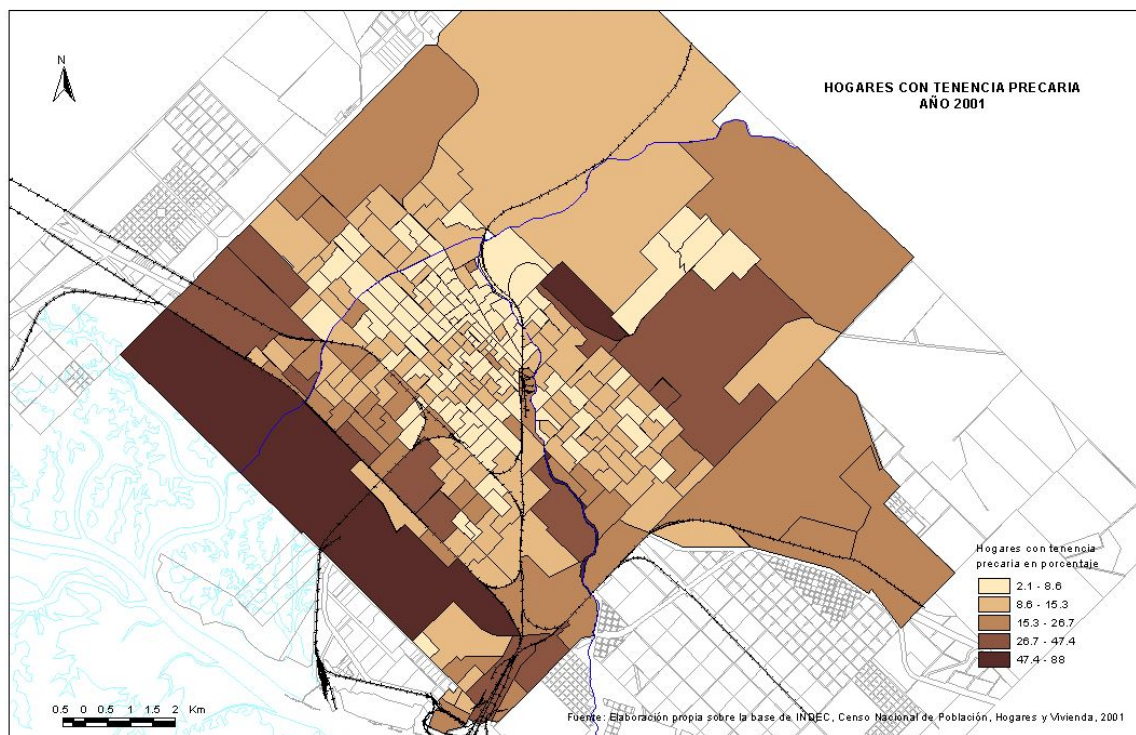 N
HOGARES CON TENENCIA PRECARIA
AÑO 2001
Hogares con tenencia
precaria en porcentaje
2.1 - 8.6
8.6 - 15.3
15.3 - 26.7
26.7 - 47.4
47.4 - 88
0.5 0 0.5 1 1.5 2 Km
Fuente: Elaboración propia sobre la base de INDEC, Censo Nacional de Población, Hogares y Vivienda, 2001